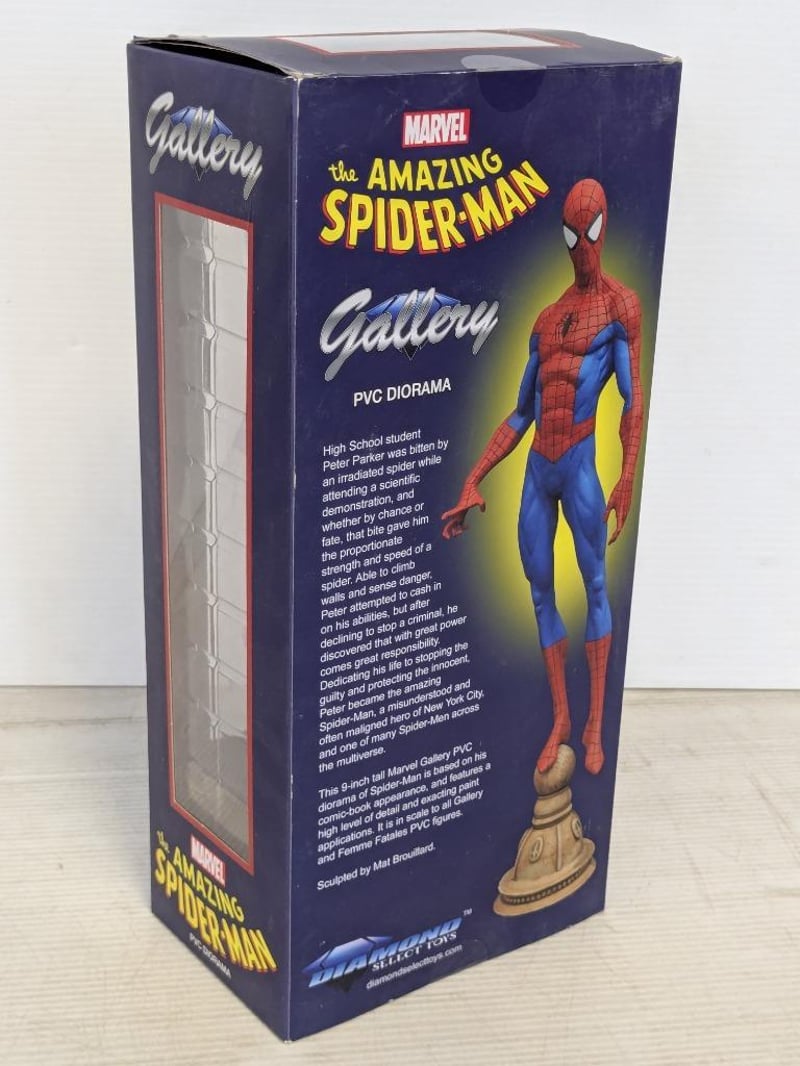 Gallery
MARVEL
the AMAZING
SPIDER-MAN
PVC DIORAMA
MARVEL
the AMAZING
SPIDER-MAN
Gallery
PVC DIORAMA
High School student
Peter Parker was bitten by
an irradiated spider while
attending a scientific
demonstration, and
whether by chance or
fate, that bite gave him
the proportionate
strength and speed of a
spider. Able to climb
walls and sense danger,
Peter attempted to cash in
on his abilities, but after
declining to stop a criminal, he
discovered that with great power
comes great responsibility.
Dedicating his life to stopping the
guilty and protecting the innocent,
Peter became the amazing
Spider-Man, a misunderstood and
often maligned hero of New York City,
and one of many Spider-Men across
the multiverse.
This 9-inch tall Marvel Gallery PVC
diorama of Spider-Man is based on his
comic-book appearance, and features a
high level of detail and exacting paint
applications. It is in scale to all Gallery
and Femme Fatales PVC figures.
Sculpted by Mat Brouillard.
DIAMOND™
SELECT TOYS
diamondselecttoys.com